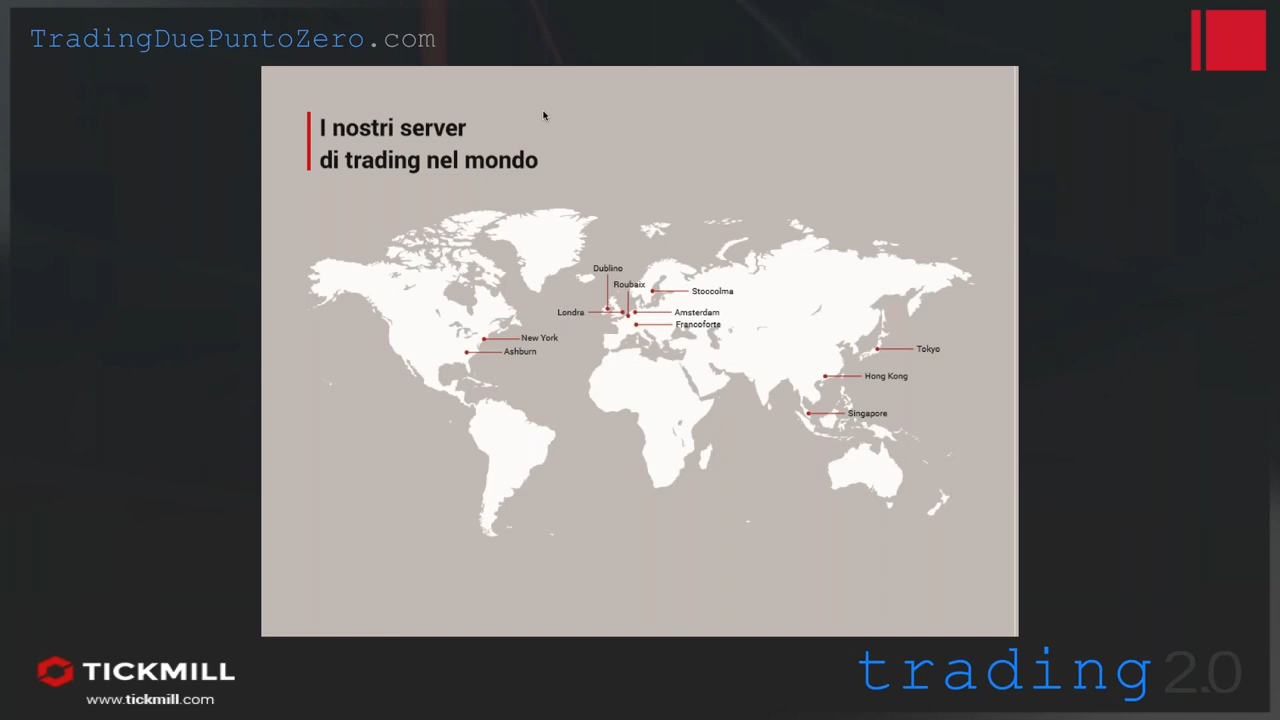 TradingDuePuntoZero.com
I nostri server
di trading nel mondo
Dublino
Roubaix
Stoccolma
Londra
Amsterdam
Francoforte
New York
Ashburn
Tokyo
Hong Kong
Singapore
TICKMILL
www.tickmill.com
trading 2.0